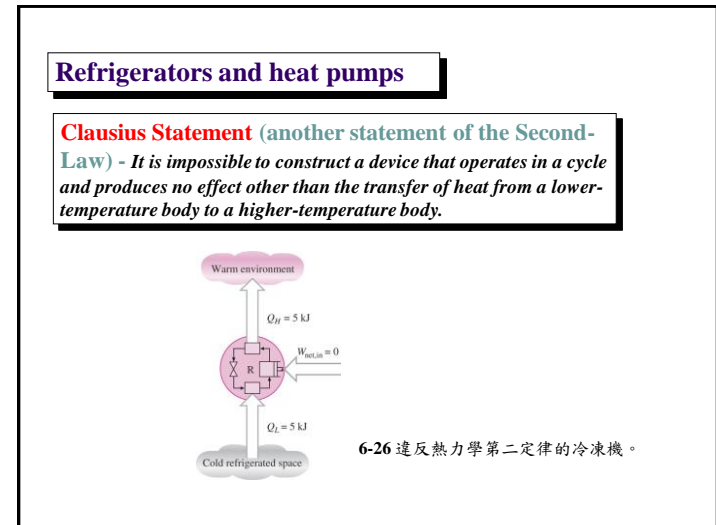 Refrigerators and heat pumps
Clausius Statement (another statement of the Second-
Law) - It is impossible to construct a device that operates in a cycle
and produces no effect other than the transfer of heat from a lower-
temperature body to a higher-temperature body.
Warm environment
Q_H = 5 kJ
W_net,in = 0
R
Q_L = 5 kJ
Cold refrigerated space
6-26 違反熱力學第二定律的冷凍機。